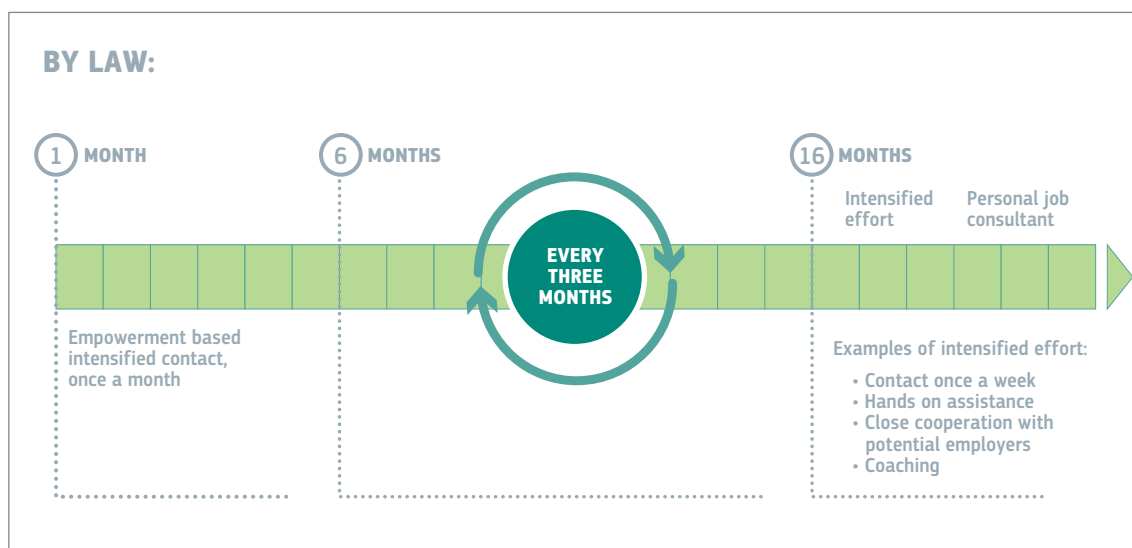 BY LAW:
1 MONTH
6 MONTHS
16 MONTHS
Intensified
effort
Personal job
consultant
EVERY
THREE
MONTHS
Empowerment based
intensified contact,
once a month
Examples of intensified effort:
• Contact once a week
• Hands on assistance
• Close cooperation with
potential employers
• Coaching